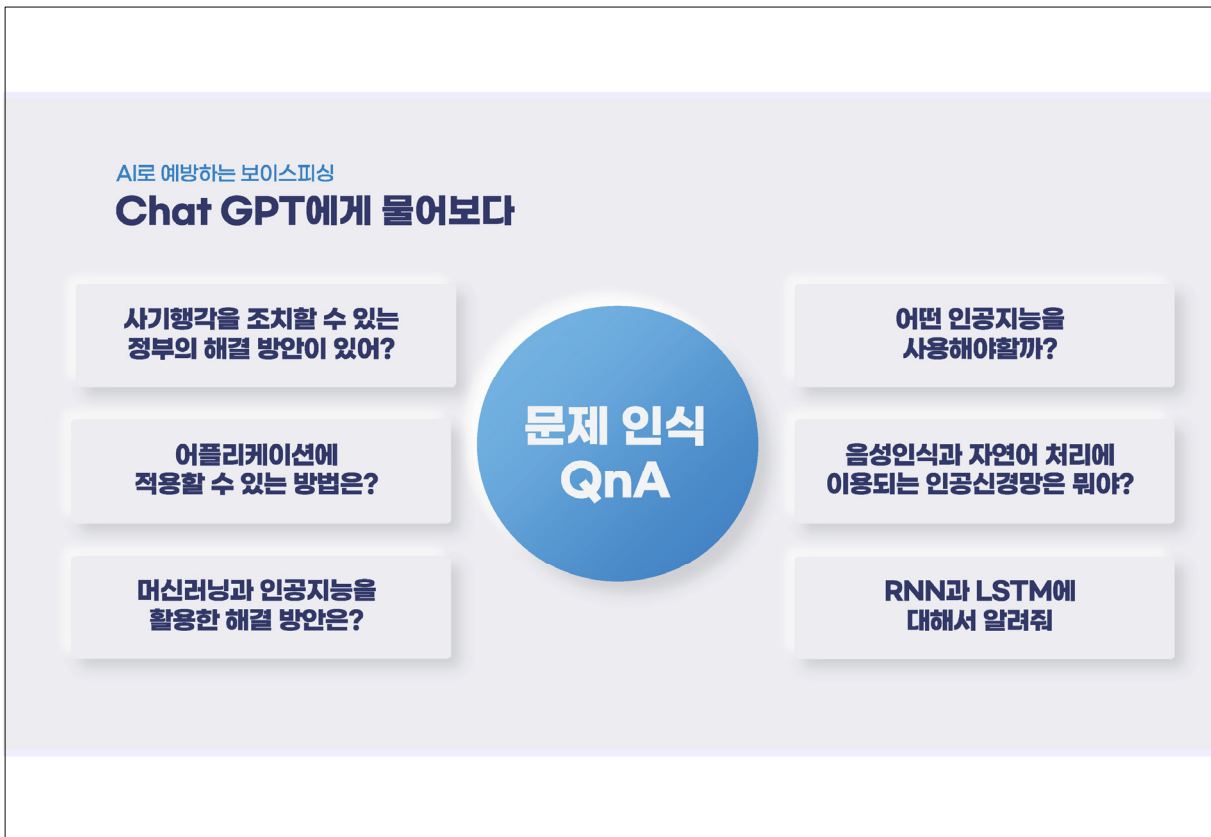 AI로 예방하는 보이스피싱
Chat GPT에게 물어보다
사기행각을 조치할 수 있는
정부의 해결 방안이 있어?
어플리케이션에
적용할 수 있는 방법은?
머신러닝과 인공지능을
활용한 해결 방안은?
문제 인식
QnA
어떤 인공지능을
사용해야할까?
음성인식과 자연어 처리에
이용되는 인공신경망은 뭐야?
RNN과 LSTM에
대해서 알려줘